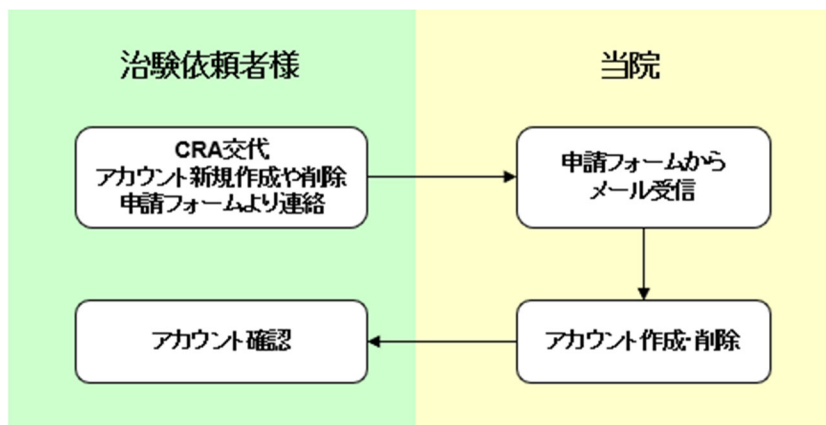 治験依頼者様
当院
CRA交代
アカウント新規作成や削除
申請フォームより連絡
申請フォームから
メール受信
アカウント確認
アカウント作成・削除